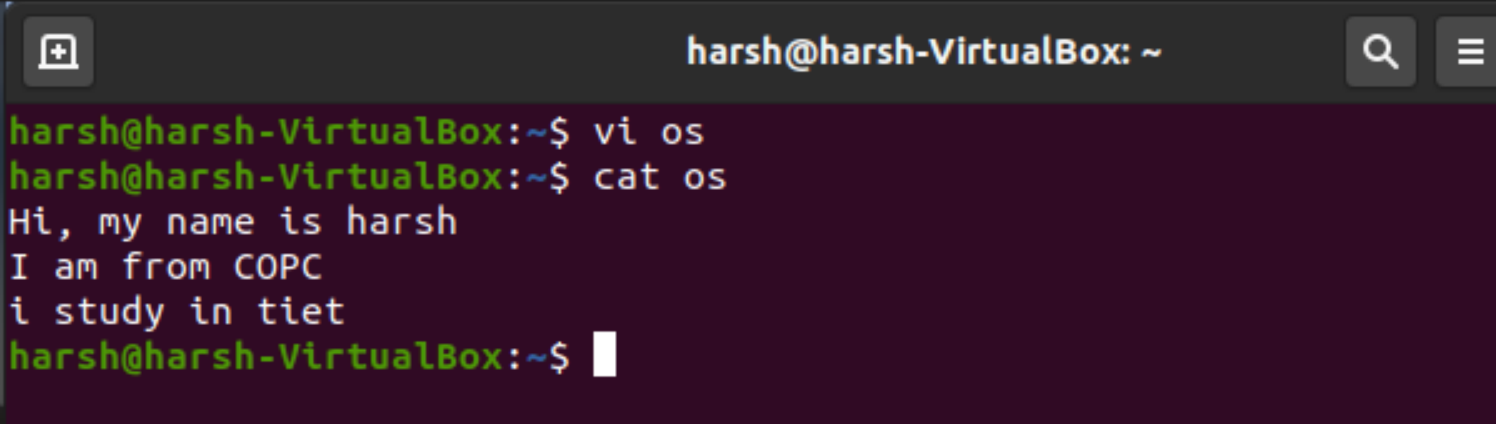 harsh@harsh-VirtualBox: ~
harsh@harsh-VirtualBox:~$ vi os
harsh@harsh-VirtualBox:~$ cat os
Hi, my name is harsh
I am from COPC
i study in tiet
harsh@harsh-VirtualBox:~$